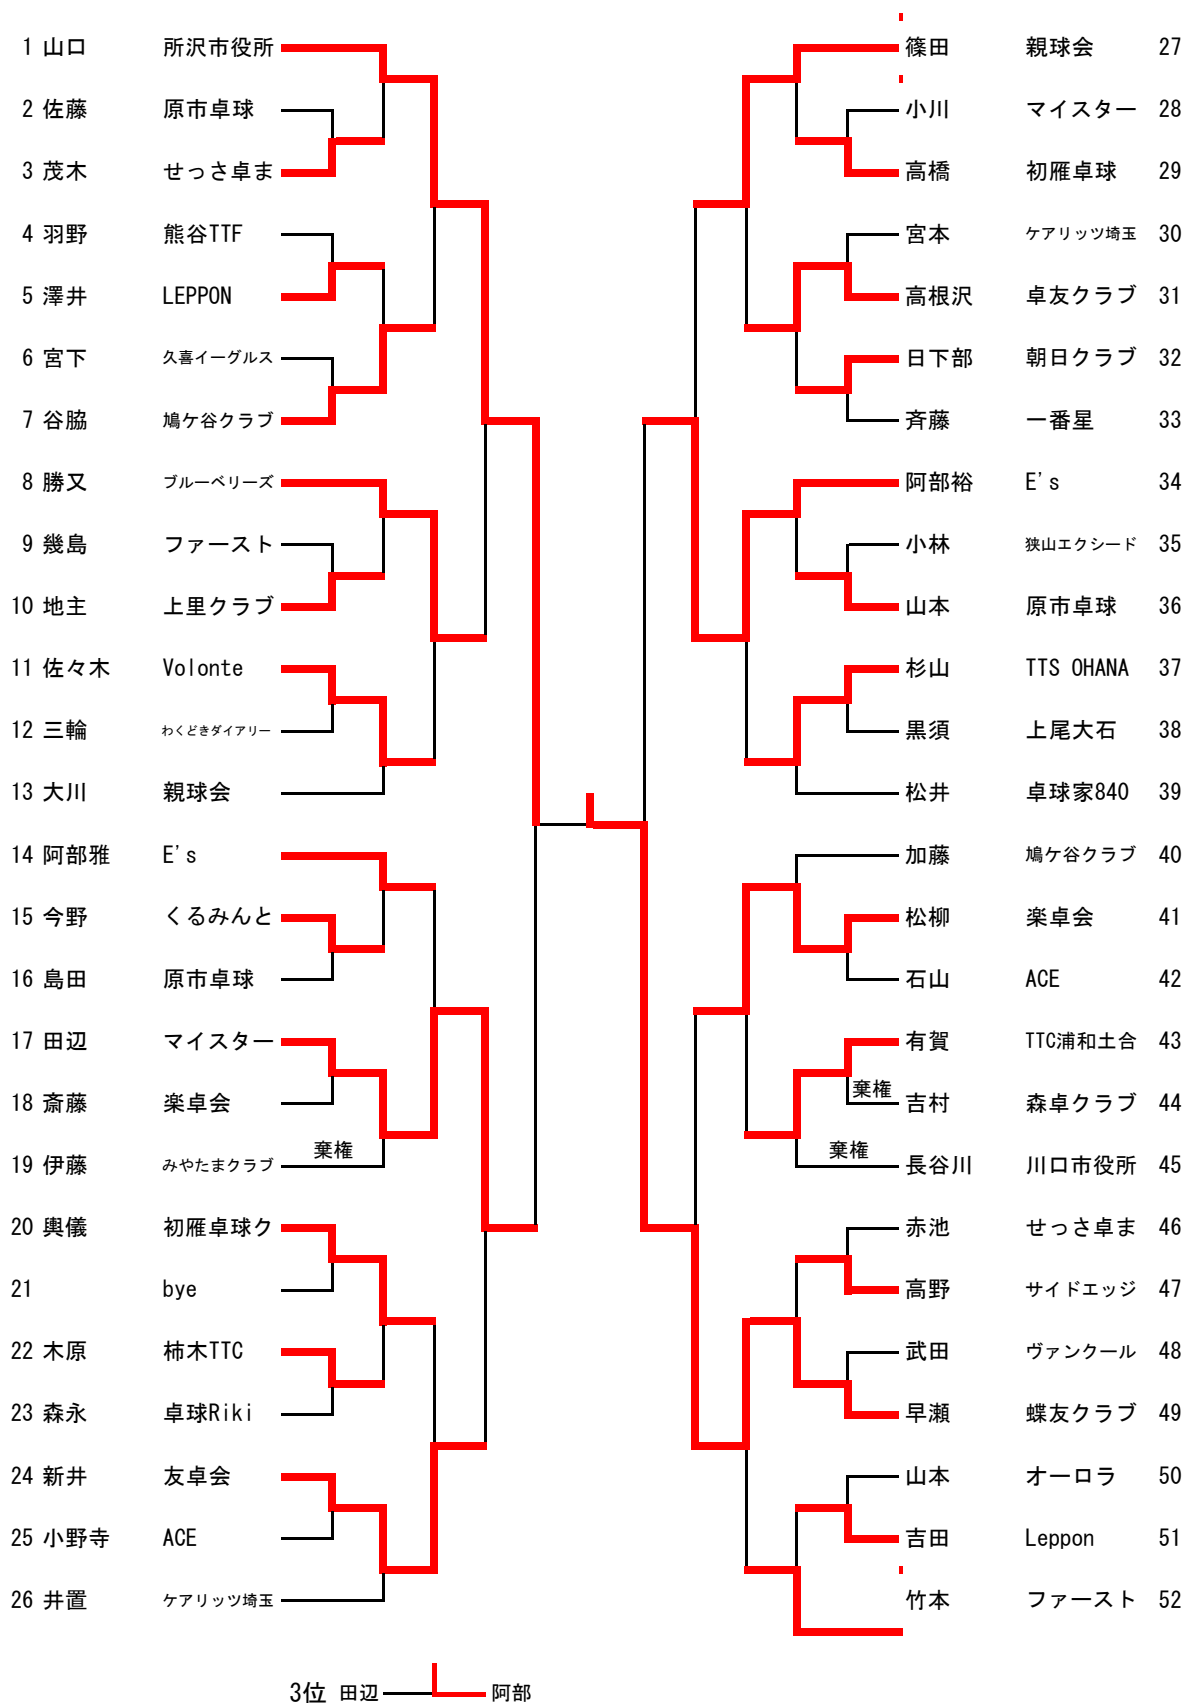 1 山口 所沢市役所
2 佐藤 原市卓球
3 茂木 せっさ卓ま
4 羽野 熊谷TTF
5 澤井 LEPPON
6 宮下 久喜イーグルス
7 谷脇 鳩ケ谷クラブ
8 勝又 ブルーベリーズ
9 幾島 ファースト
10 地主 上里クラブ
11 佐々木 Volonte
12 三輪 わくどきダイアリー
13 大川 親球会
14 阿部雅 E's
15 今野 くるみんと
16 島田 原市卓球
17 田辺 マイスター
18 斎藤 楽卓会
19 伊藤 みやたまクラブ 棄権
20 輿儀 初雁卓球ク
21 bye
22 木原 柿木TTC
23 森永 卓球Riki
24 新井 友卓会
25 小野寺 ACE
26 井置 ケアリッツ埼玉
篠田 親球会 27
小川 マイスター 28
高橋 初雁卓球 29
宮本 ケアリッツ埼玉 30
高根沢 卓友クラブ 31
日下部 朝日クラブ 32
斉藤 一番星 33
阿部裕 E's 34
小林 狭山エクシード 35
山本 原市卓球 36
杉山 TTS OHANA 37
黒須 上尾大石 38
松井 卓球家840 39
加藤 鳩ケ谷クラブ 40
松柳 楽卓会 41
石山 ACE 42
有賀 TTC浦和土合 43
棄権 吉村 森卓クラブ 44
棄権 長谷川 川口市役所 45
赤池 せっさ卓ま 46
高野 サイドエッジ 47
武田 ヴァンクール 48
早瀬 蝶友クラブ 49
山本 オーロラ 50
吉田 Leppon 51
竹本 ファースト 52
3位 田辺 阿部